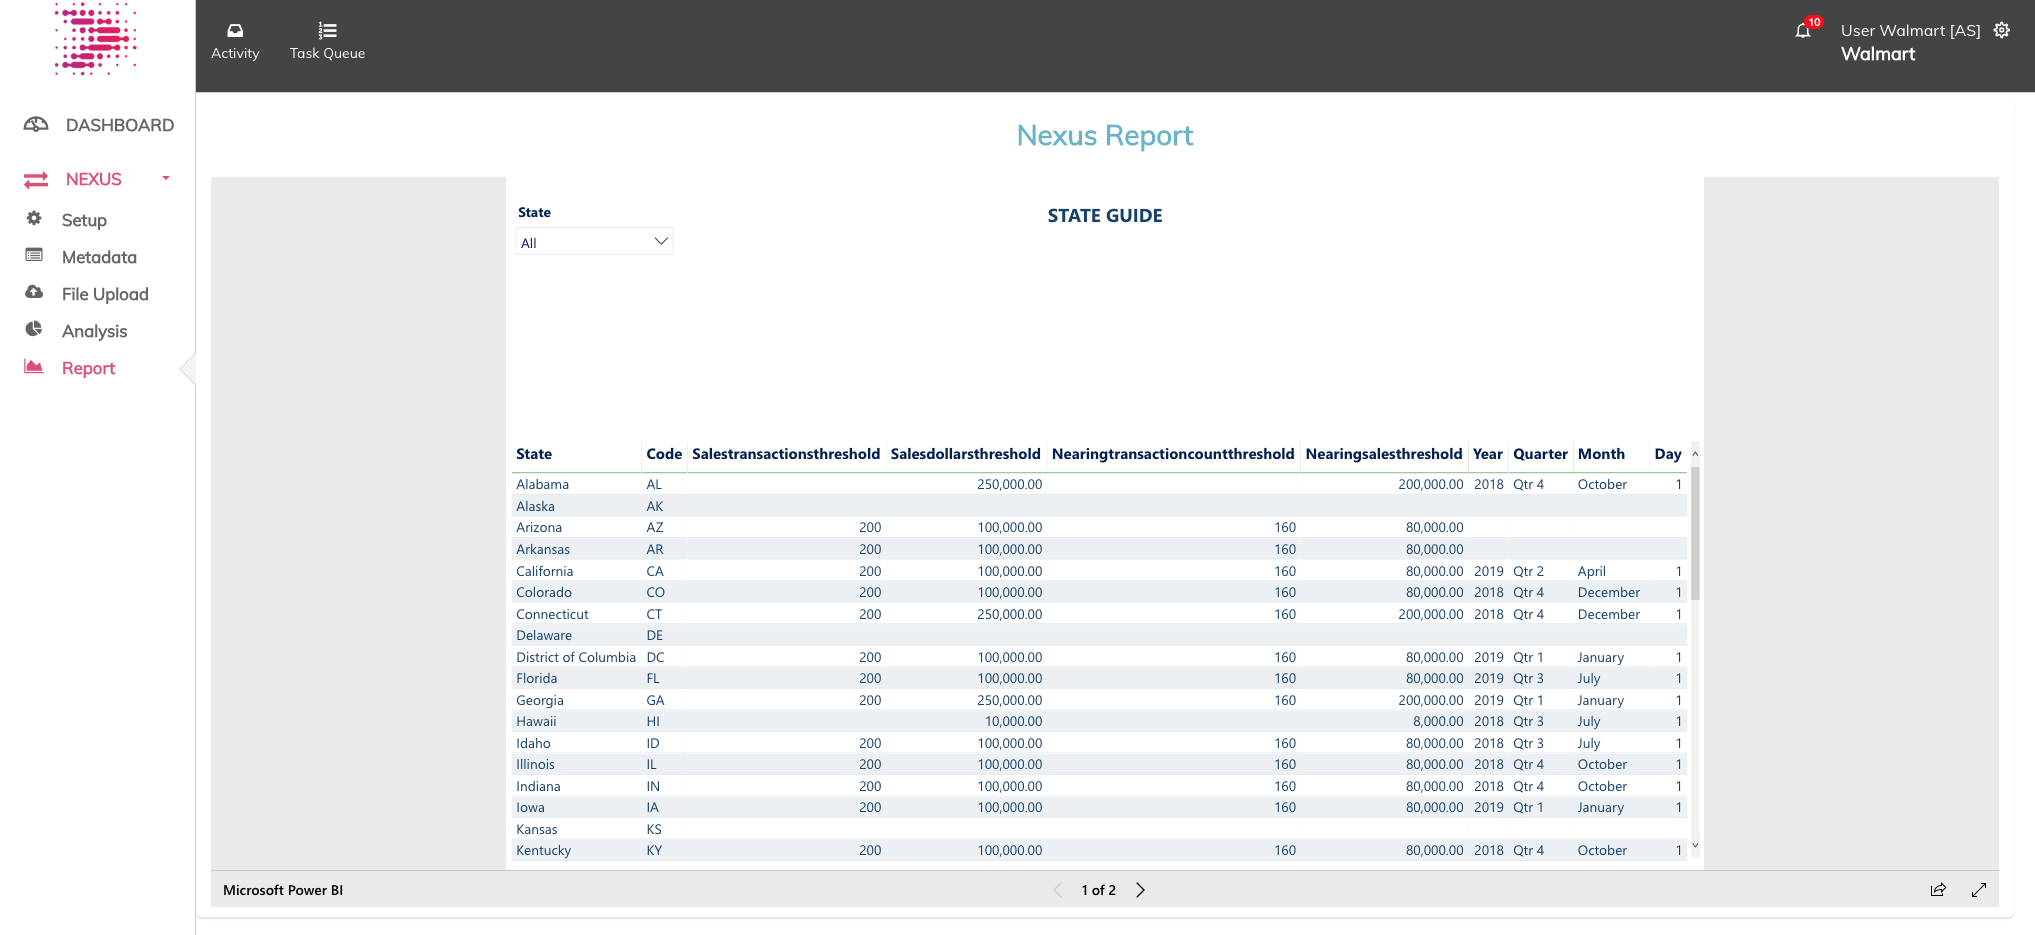 Activity
Task Queue
10
User Walmart [AS]
Walmart
DASHBOARD
NEXUS
Setup
Metadata
File Upload
Analysis
Report
Nexus Report
State
All
STATE GUIDE
State Code Salestransactionsthreshold Salesdollarsthreshold Nearingtransactioncountthreshold Nearingsalesthreshold Year Quarter Month Day
Alabama AL 250,000.00 200,000.00 2018 Qtr 4 October 1
Alaska AK
Arizona AZ 200 100,000.00 160 80,000.00
Arkansas AR 200 100,000.00 160 80,000.00
California CA 200 100,000.00 160 80,000.00 2019 Qtr 2 April 1
Colorado CO 200 100,000.00 160 80,000.00 2018 Qtr 4 December 1
Connecticut CT 200 250,000.00 160 200,000.00 2018 Qtr 4 December 1
Delaware DE
District of Columbia DC 200 100,000.00 160 80,000.00 2019 Qtr 1 January 1
Florida FL 200 100,000.00 160 80,000.00 2019 Qtr 3 July 1
Georgia GA 200 250,000.00 160 200,000.00 2019 Qtr 1 January 1
Hawaii HI 10,000.00 8,000.00 2018 Qtr 3 July 1
Idaho ID 200 100,000.00 160 80,000.00 2018 Qtr 3 July 1
Illinois IL 200 100,000.00 160 80,000.00 2018 Qtr 4 October 1
Indiana IN 200 100,000.00 160 80,000.00 2018 Qtr 4 October 1
Iowa IA 200 100,000.00 160 80,000.00 2019 Qtr 1 January 1
Kansas KS
Kentucky KY 200 100,000.00 160 80,000.00 2018 Qtr 4 October 1
Microsoft Power BI
1 of 2